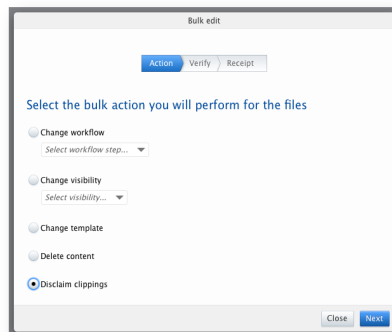 Bulk edit
Action Verify Receipt
Select the bulk action you will perform for the files
Change workflow
Select workflow step...
Change visibility
Select visibility...
Change template
Delete content
Disclaim clippings
Close Next